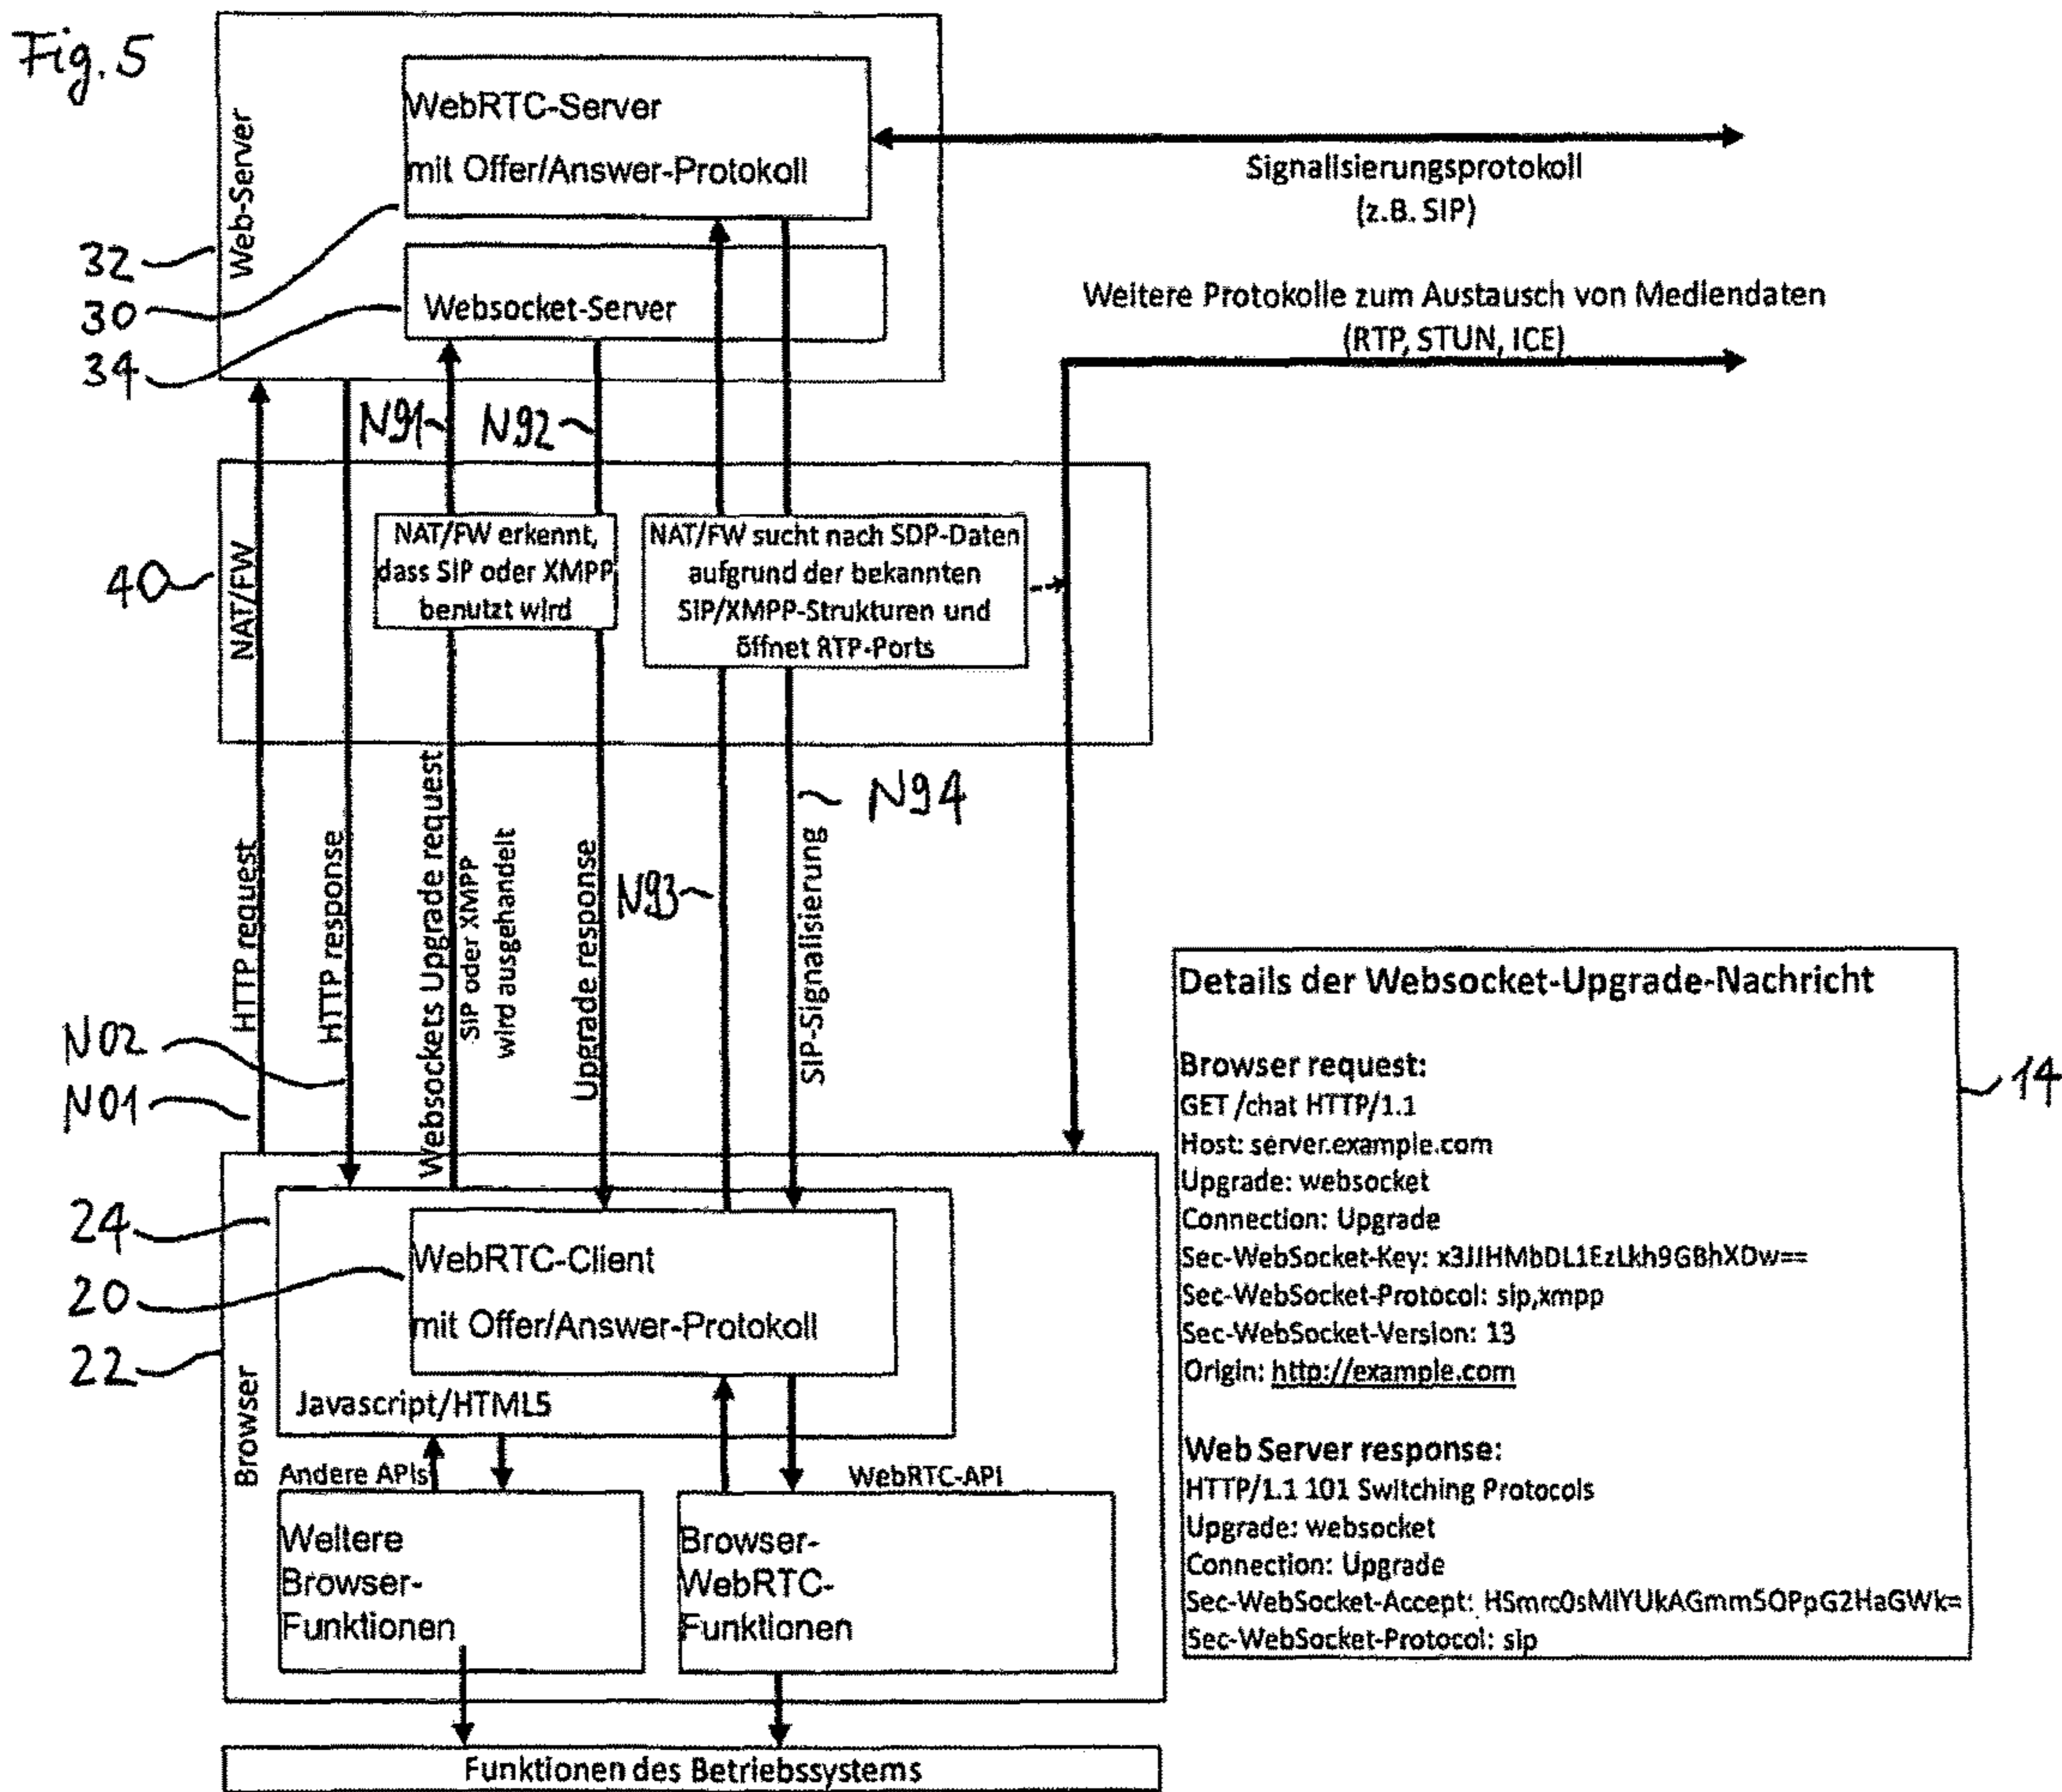 Fig. 5
Web-Server
WebRTC-Server
mit Offer/Answer-Protokoll
Websocket-Server
32
30
34
Signalisierungsprotokoll
(z.B. SIP)
Weitere Protokolle zum Austausch von Mediendaten
(RTP, STUN, ICE)
N91
N92
40
NAT/FW
NAT/FW erkennt,
dass SIP oder XMPP
benutzt wird
NAT/FW sucht nach SDP-Daten
aufgrund der bekannten
SIP/XMPP-Strukturen und
öffnet RTP-Ports
N94
N93
HTTP request
HTTP response
Websockets Upgrade request
SIP oder XMPP
wird ausgehandelt
Upgrade response
SIP-Signalisierung
N02
N01
24
20
22
Browser
WebRTC-Client
mit Offer/Answer-Protokoll
Javascript/HTML5
Andere APIs
WebRTC-API
Weitere
Browser-
Funktionen
Browser-
WebRTC-
Funktionen
Funktionen des Betriebssystems
14
Details der Websocket-Upgrade-Nachricht
Browser request:
GET /chat HTTP/1.1
Host: server.example.com
Upgrade: websocket
Connection: Upgrade
Sec-WebSocket-Key: x3JJHMbDL1EzLkh9GBhXDw==
Sec-WebSocket-Protocol: sip,xmpp
Sec-WebSocket-Version: 13
Origin: http://example.com
Web Server response:
HTTP/1.1 101 Switching Protocols
Upgrade: websocket
Connection: Upgrade
Sec-WebSocket-Accept: HSmrc0sMlYUkAGmm5OPpG2HaGWk=
Sec-WebSocket-Protocol: sip